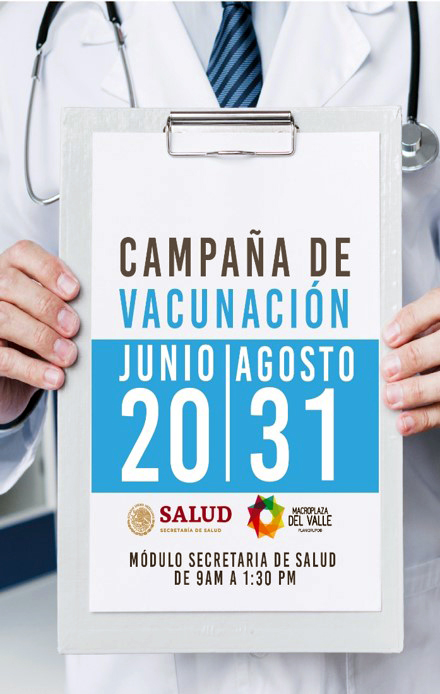 CAMPAÑA DE
VACUNACIÓN
JUNIO | AGOSTO
20 | 31
SALUD
SECRETARÍA DE SALUD
MACROPLAZA
DEL VALLE
MÓDULO SECRETARIA DE SALUD
DE 9AM A 1:30 PM